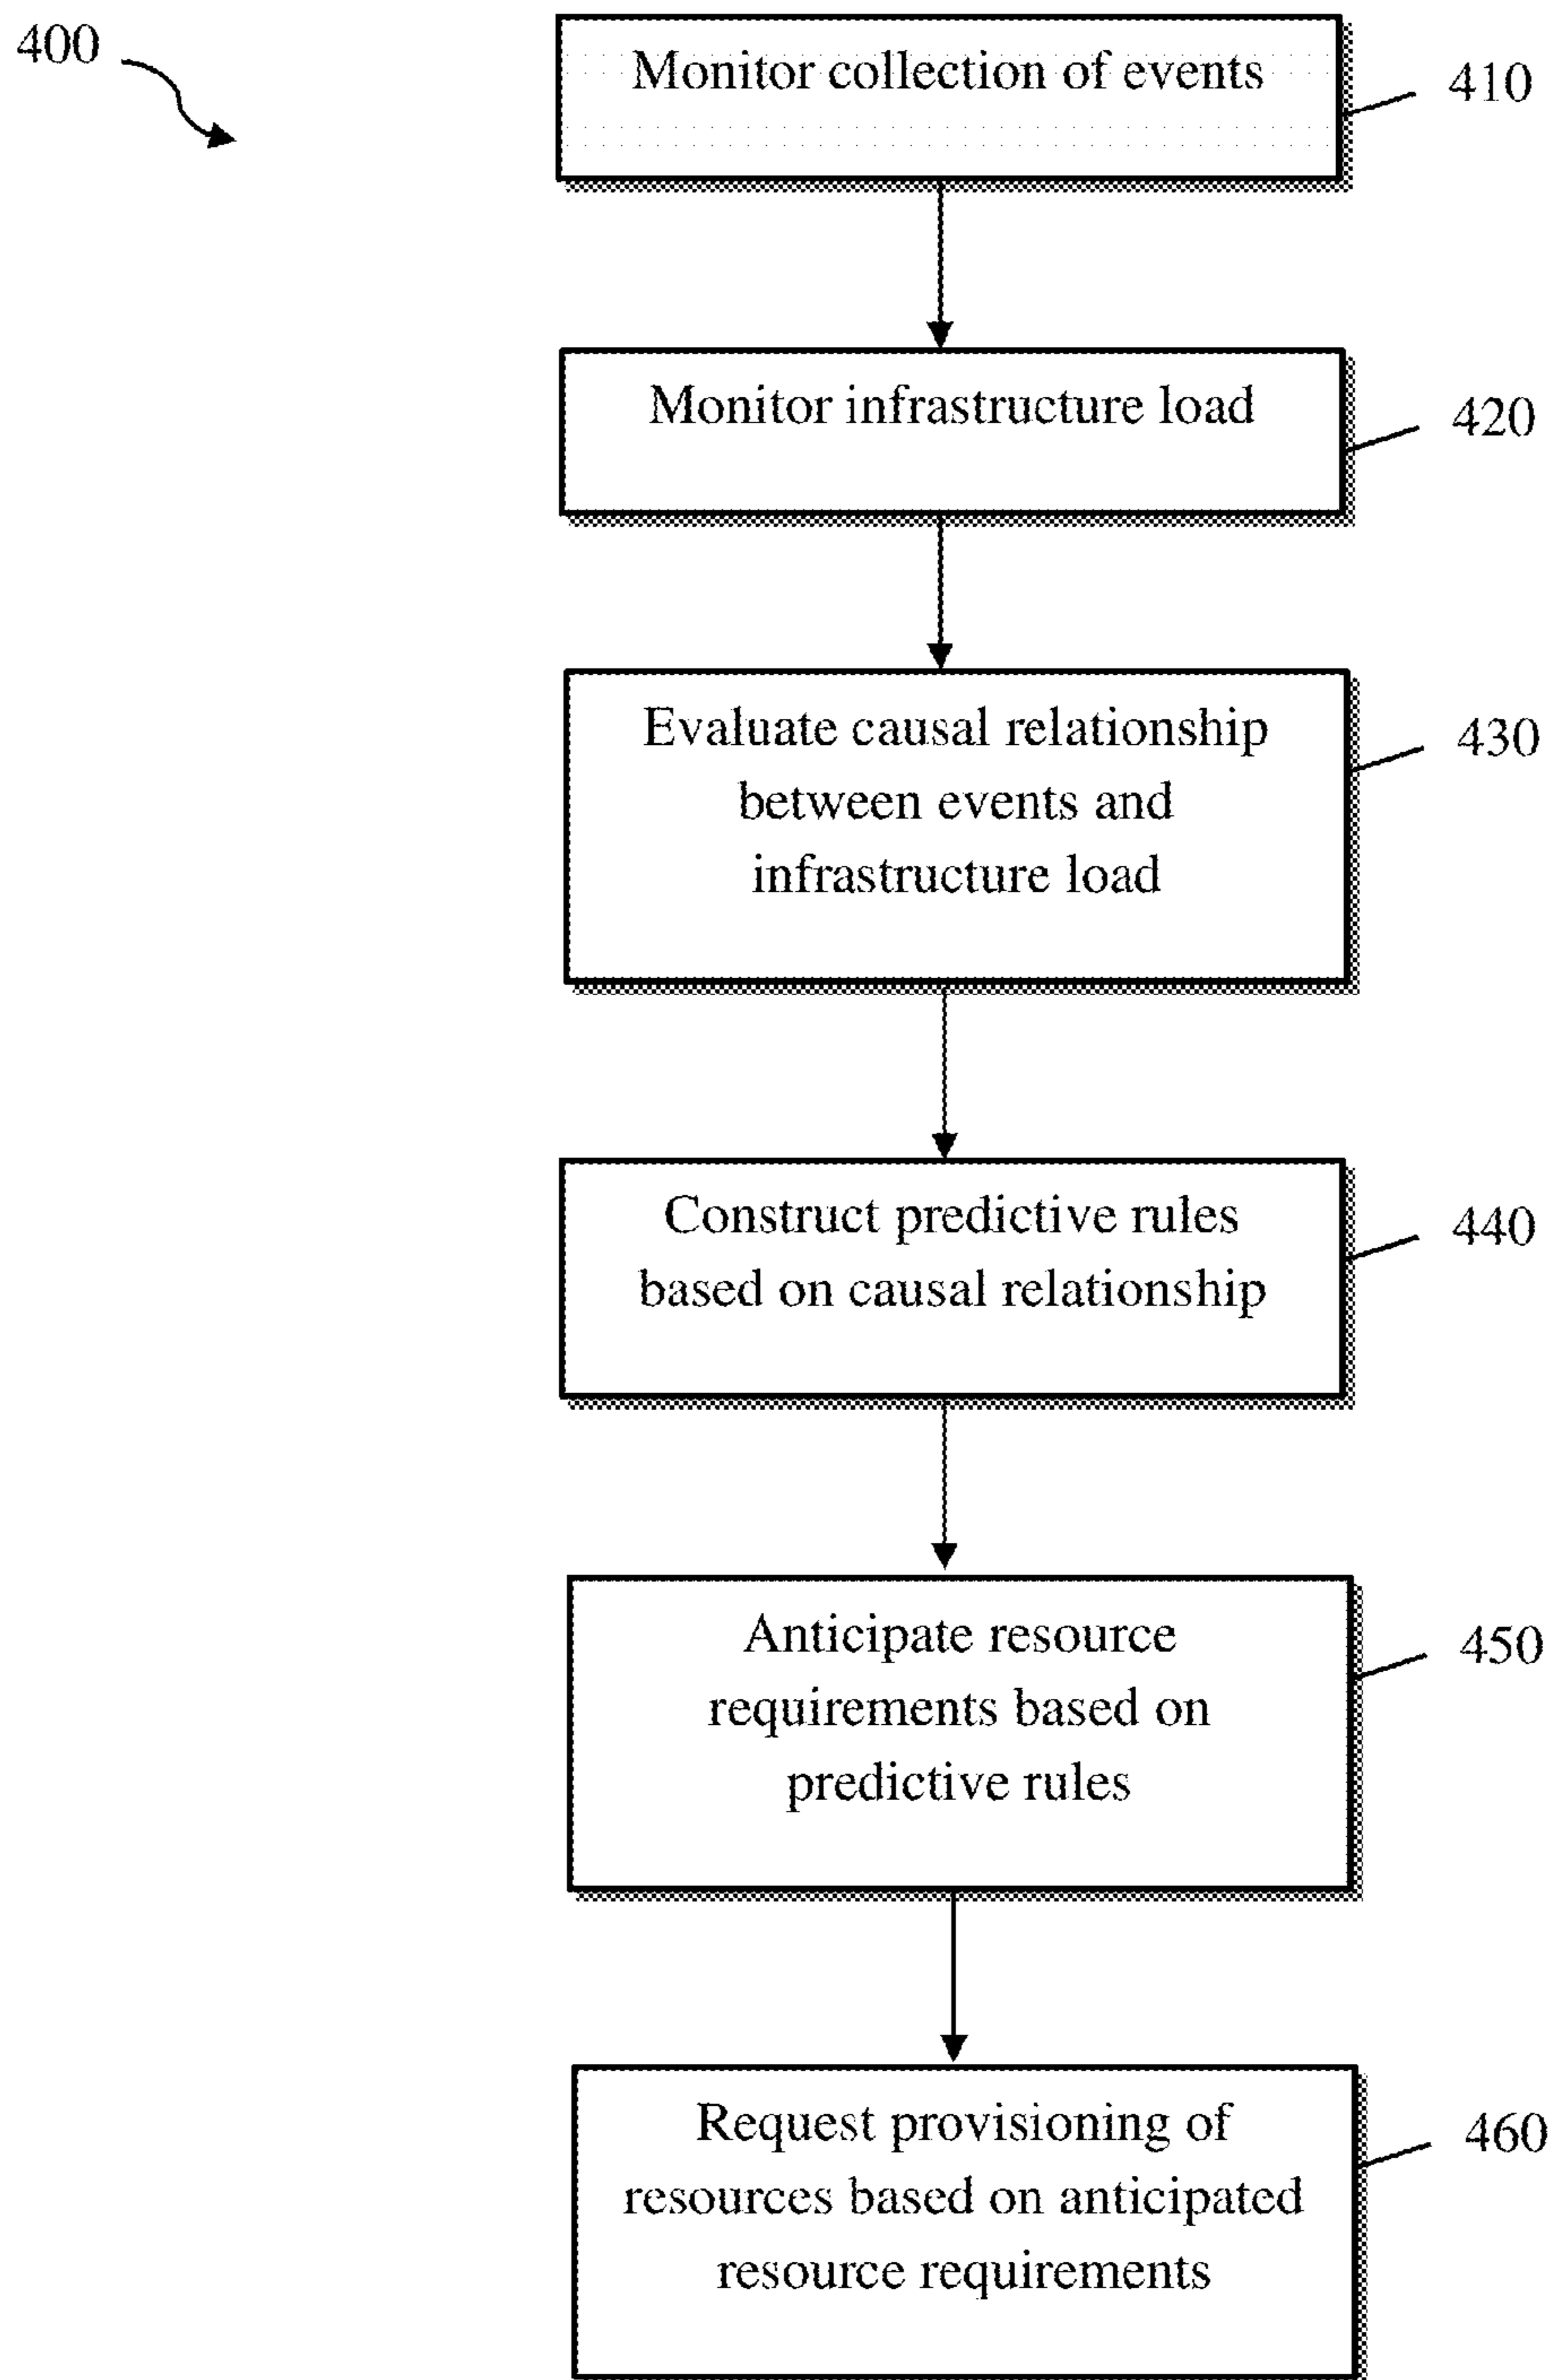 400
Monitor collection of events
410
Monitor infrastructure load
420
Evaluate causal relationship
between events and
infrastructure load
430
Construct predictive rules
based on causal relationship
440
Anticipate resource
requirements based on
predictive rules
450
Request provisioning of
resources based on anticipated
resource requirements
460